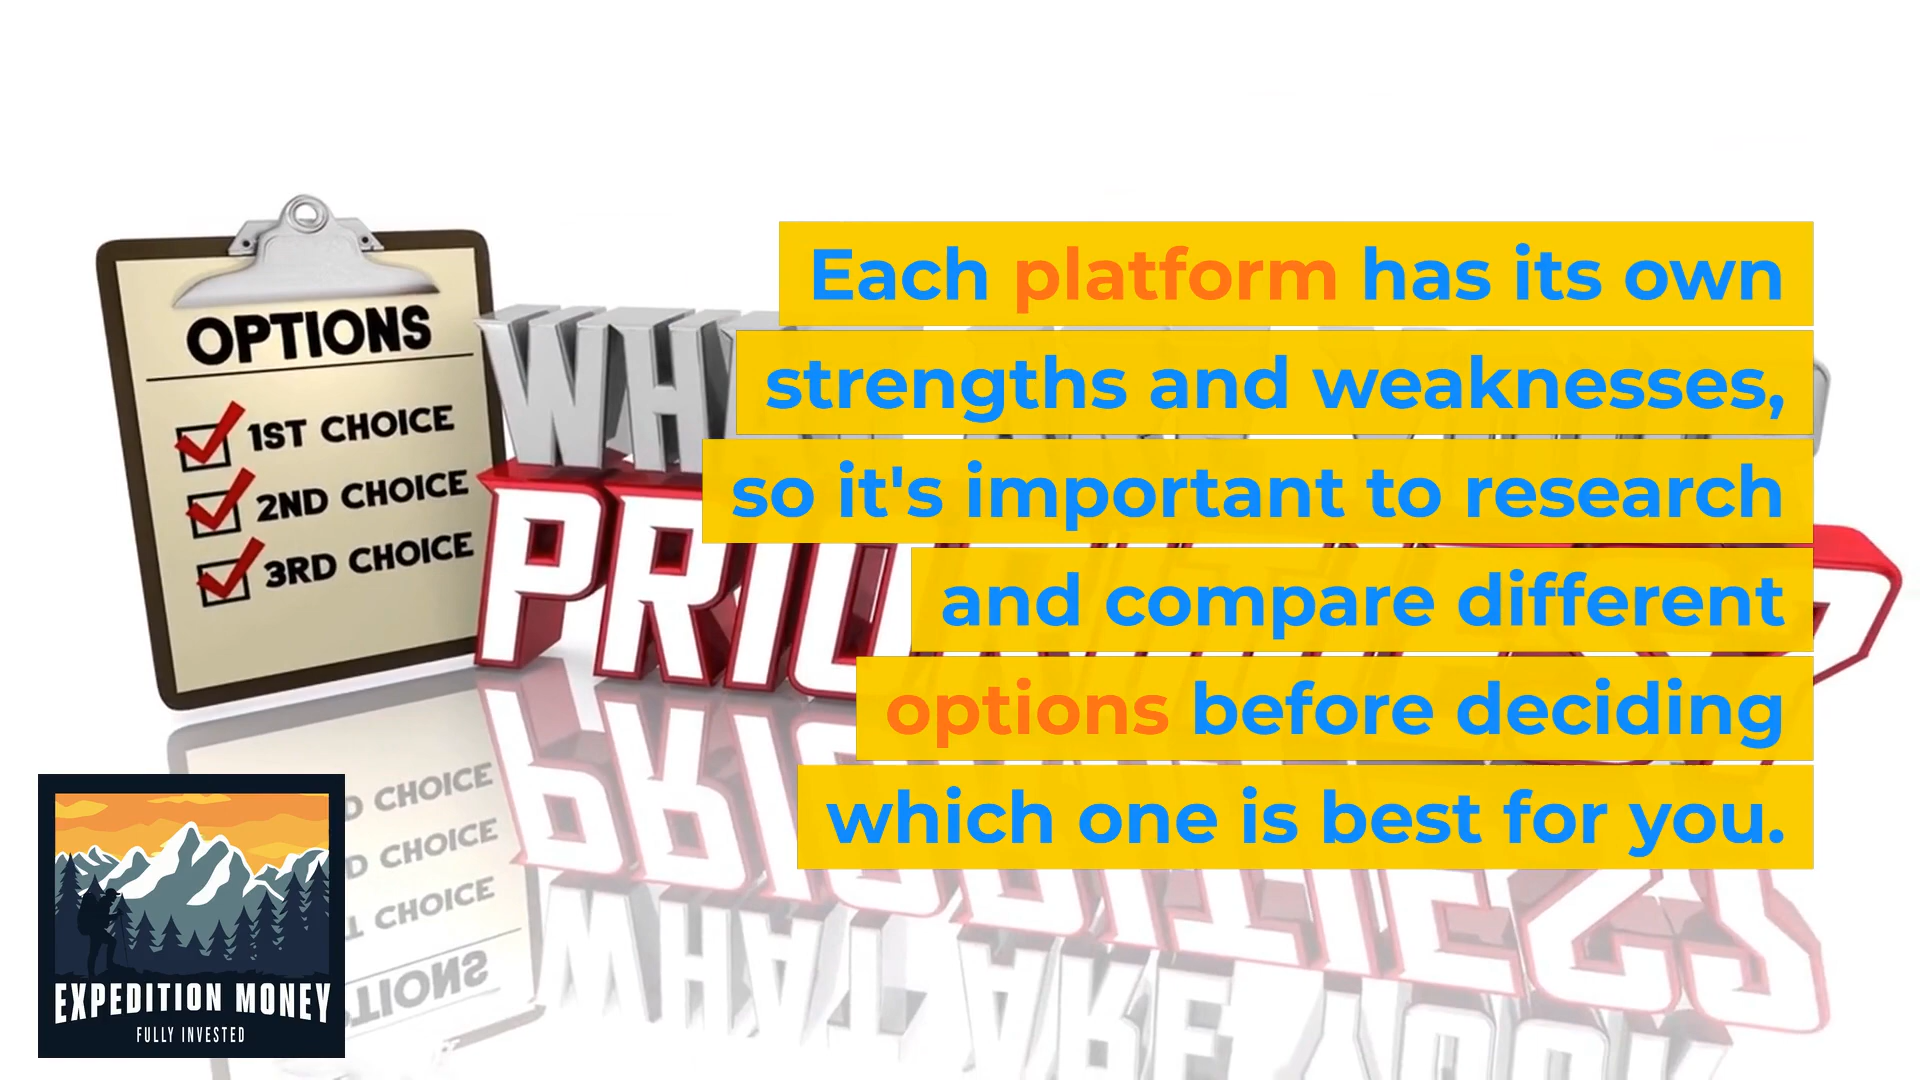 OPTIONS
1ST CHOICE
2ND CHOICE
3RD CHOICE
Each platform has its own
strengths and weaknesses,
so it's important to research
and compare different
options before deciding
which one is best for you.
EXPEDITION MONEY
FULLY INVESTED